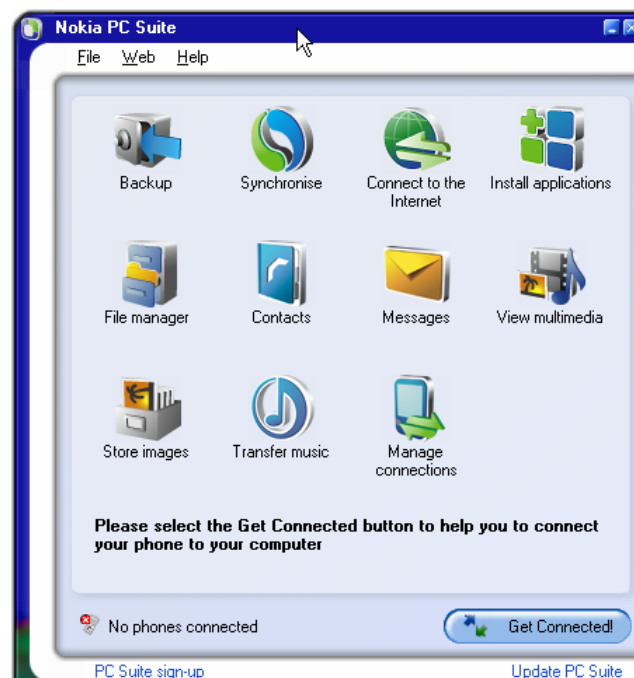 Nokia PC Suite
File Web Help
Backup
Synchronise
Connect to the
Internet
Install applications
File manager
Contacts
Messages
View multimedia
Store images
Transfer music
Manage
connections
Please select the Get Connected button to help you to connect
your phone to your computer
No phones connected
Get Connected!
PC Suite sign-up
Update PC Suite